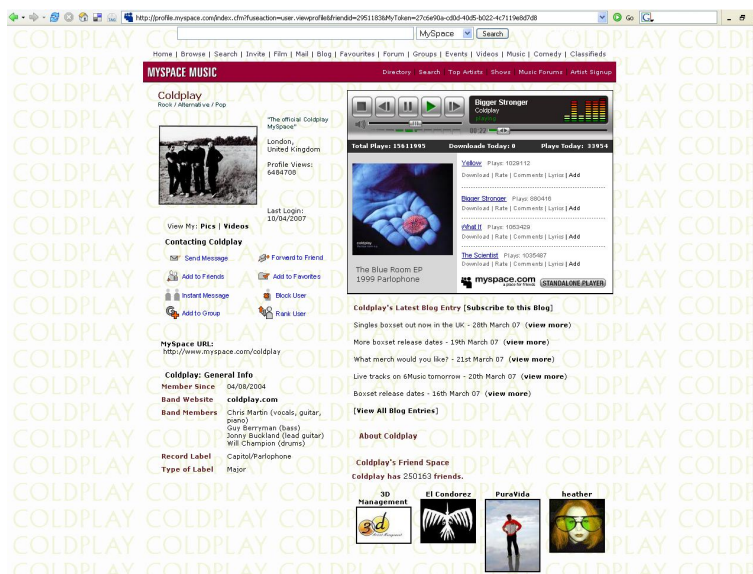 http://profile.myspace.com/index.cfm?fuseaction=user.viewprofile&friendid=2951183&MyToken=27c6e90a-cd0d-40d5-b022-4c7119e8d7d8
Go
MySpace Search
Home | Browse | Search | Invite | Film | Mail | Blog | Favourites | Forum | Groups | Events | Videos | Music | Comedy | Classifieds
MYSPACE MUSIC
Directory Search Top Artists Shows Music Forums Artist Signup
Coldplay
Rock / Alternative / Pop
"The official Coldplay
MySpace"
London,
United Kingdom
Profile Views:
6484708
Last Login:
10/04/2007
View My: Pics | Videos
Contacting Coldplay
Send Message
Forward to Friend
Add to Friends
Add to Favorites
Instant Message
Block User
Add to Group
Rank User
MySpace URL:
http://www.myspace.com/coldplay
Coldplay: General Info
Member Since 04/08/2004
Band Website coldplay.com
Band Members Chris Martin (vocals, guitar,
piano)
Guy Berryman (bass)
Jonny Buckland (lead guitar)
Will Champion (drums)
Record Label Capitol/Parlophone
Type of Label Major
Bigger Stronger
Coldplay
playing
00:22
Total Plays: 15611995 Downloads Today: 0 Plays Today: 33954
Yellow Plays: 1029112
Download | Rate | Comments | Lyrics | Add
Bigger Stronger Plays: 880416
Download | Rate | Comments | Lyrics | Add
What If Plays: 1053429
Download | Rate | Comments | Lyrics | Add
The Scientist Plays: 1035487
Download | Rate | Comments | Lyrics | Add
coldplay
The Blue Room EP
1999 Parlophone
myspace.com
a place for friends
STANDALONE PLAYER
Coldplay's Latest Blog Entry [Subscribe to this Blog]
Singles boxset out now in the UK - 28th March 07 (view more)
More boxset release dates - 19th March 07 (view more)
What merch would you like? - 21st March 07 (view more)
Live tracks on 6Music tomorrow - 20th March 07 (view more)
Boxset release dates - 16th March 07 (view more)
[View All Blog Entries]
About Coldplay
Coldplay's Friend Space
Coldplay has 250163 friends.
3D
Management
El Condorez
PuraVida
heather
3d
COLDPLAY